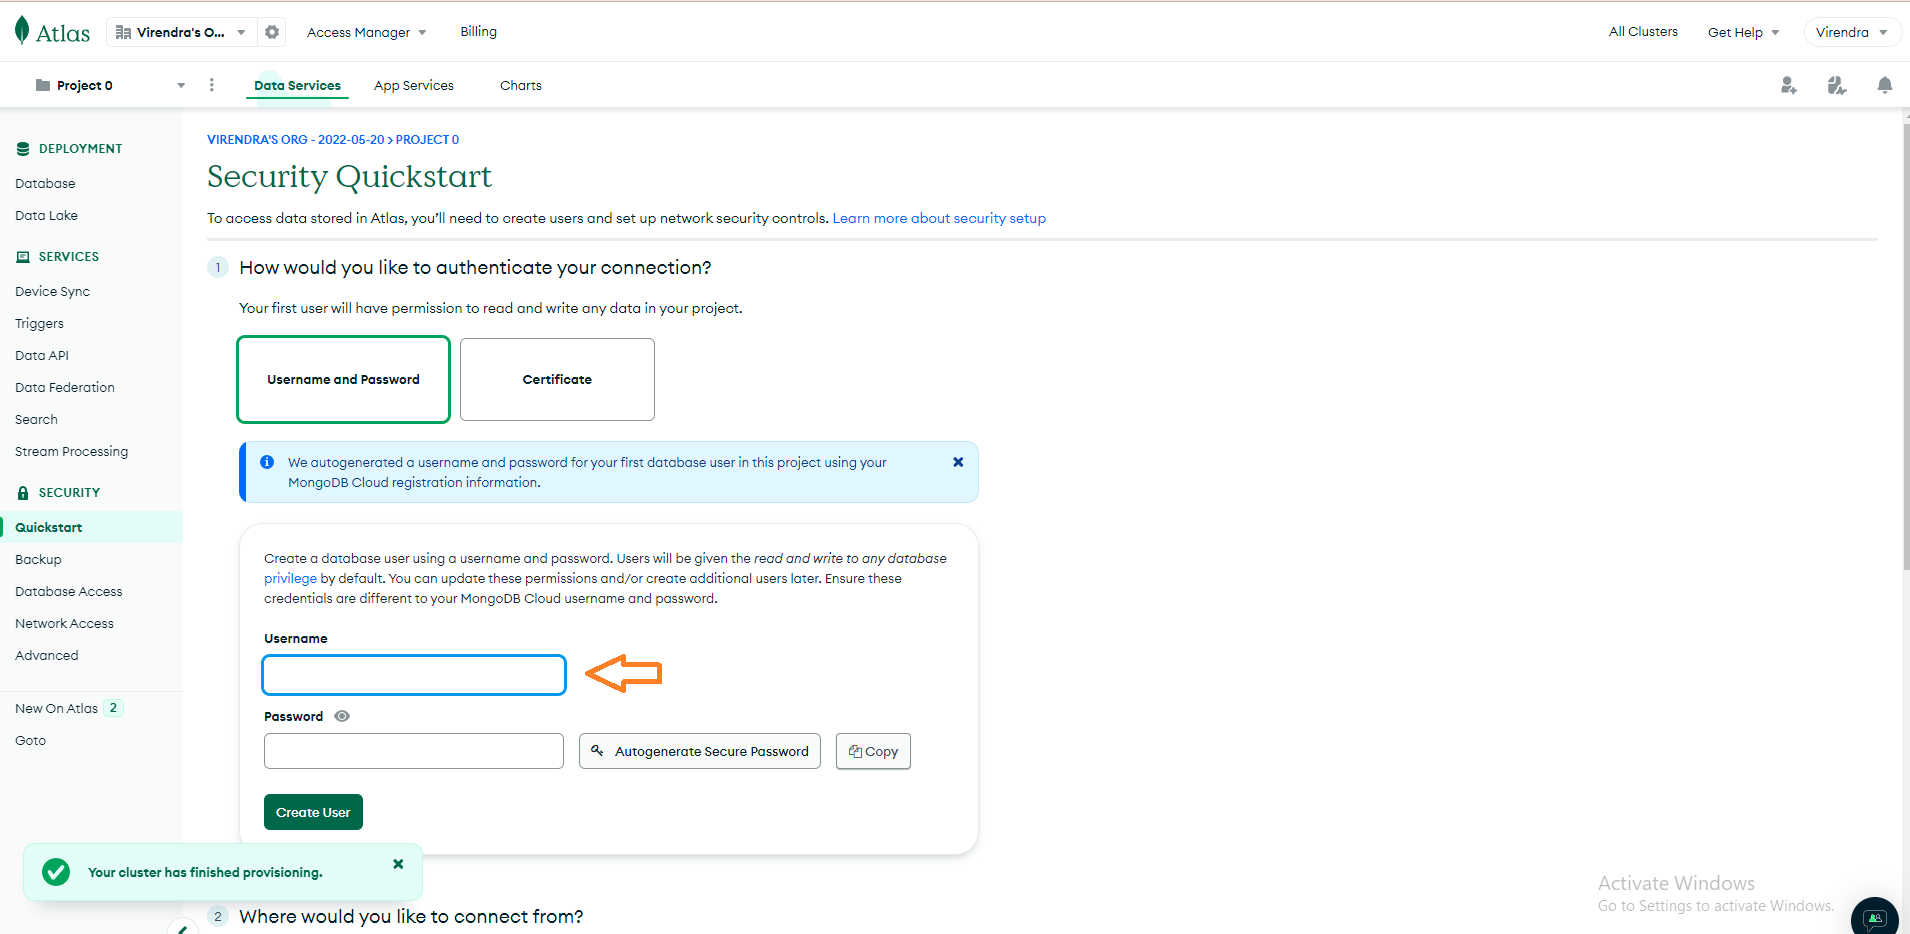 Atlas
Virendra's O...
Access Manager
Billing
All Clusters
Get Help
Virendra
Project 0
Data Services
App Services
Charts
DEPLOYMENT
Database
Data Lake
SERVICES
Device Sync
Triggers
Data API
Data Federation
Search
Stream Processing
SECURITY
Quickstart
Backup
Database Access
Network Access
Advanced
New On Atlas 2
Goto
VIRENDRA'S ORG - 2022-05-20 > PROJECT 0
Security Quickstart
To access data stored in Atlas, you'll need to create users and set up network security controls. Learn more about security setup
1 How would you like to authenticate your connection?
Your first user will have permission to read and write any data in your project.
Username and Password
Certificate
We autogenerated a username and password for your first database user in this project using your
MongoDB Cloud registration information.
Create a database user using a username and password. Users will be given the read and write to any database
privilege by default. You can update these permissions and/or create additional users later. Ensure these
credentials are different to your MongoDB Cloud username and password.
Username
Password
Autogenerate Secure Password
Copy
Create User
Your cluster has finished provisioning.
2 Where would you like to connect from?
Activate Windows
Go to Settings to activate Windows.